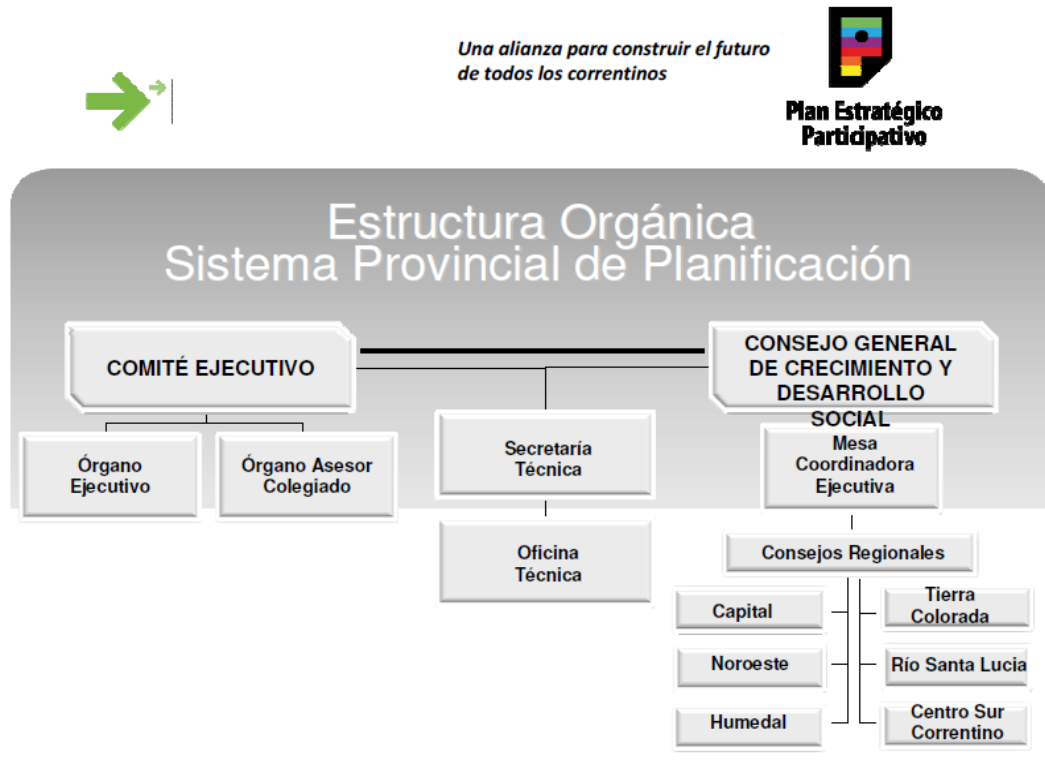 Una alianza para construir el futuro
de todos los correntinos
Plan Estratégico
Participativo
Estructura Orgánica
Sistema Provincial de Planificación
COMITÉ EJECUTIVO
CONSEJO GENERAL
DE CRECIMIENTO Y
DESARROLLO
SOCIAL
Órgano
Ejecutivo
Órgano Asesor
Colegiado
Secretaría
Técnica
Mesa
Coordinadora
Ejecutiva
Oficina
Técnica
Consejos Regionales
Capital
Tierra
Colorada
Noroeste
Río Santa Lucia
Humedal
Centro Sur
Correntino